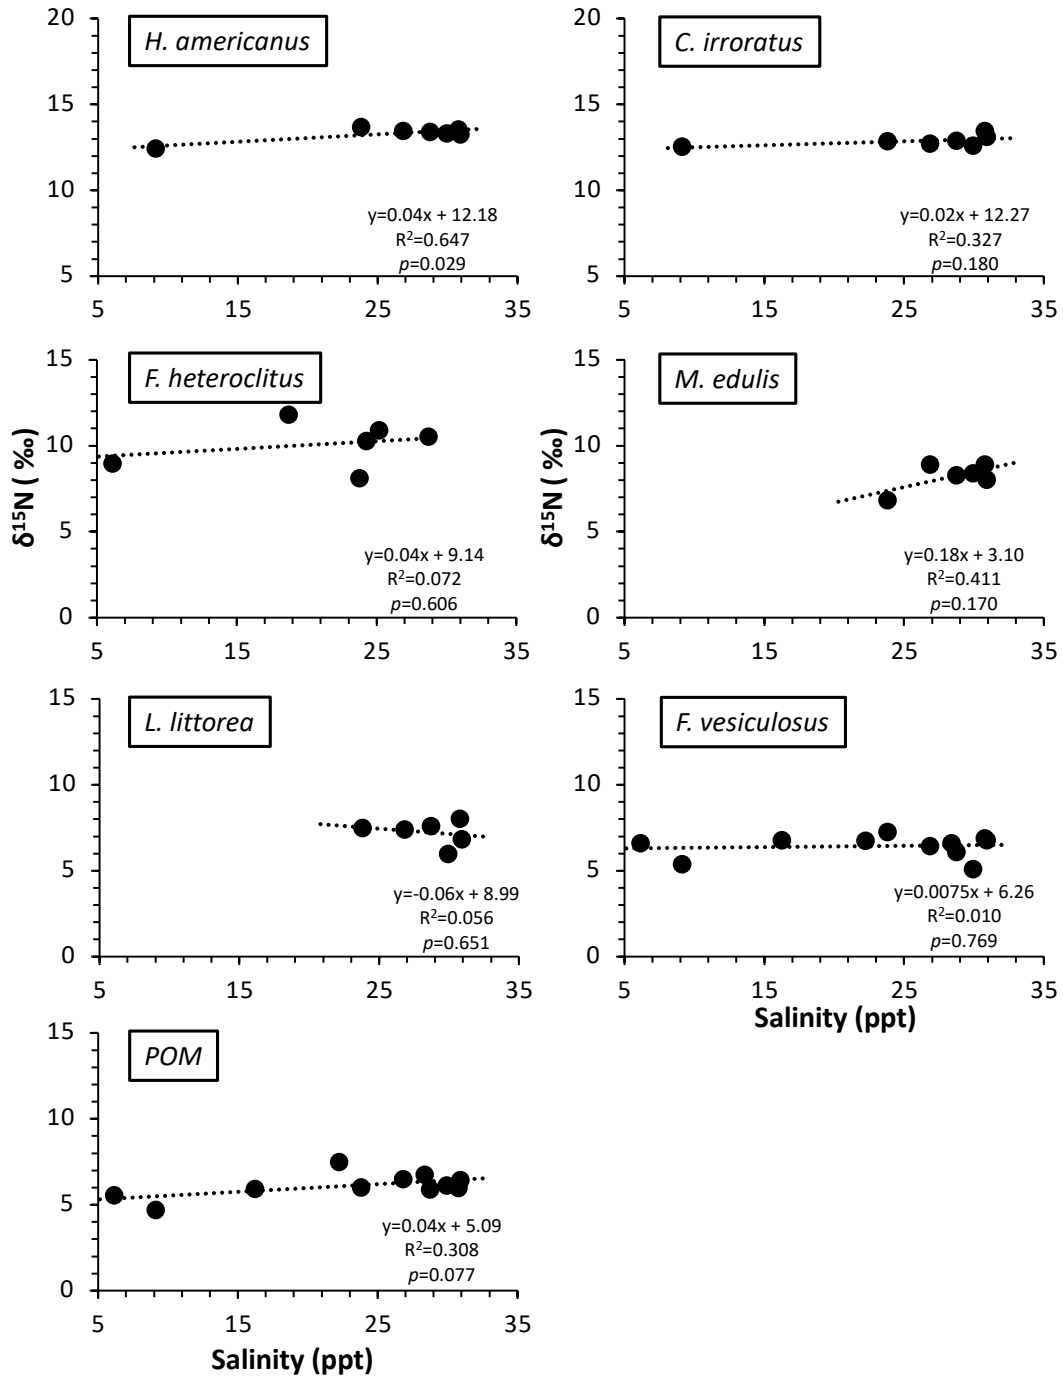 H. americanus
20
15
10
5
y=0.04x + 12.18
R²=0.647
p=0.029
5 15 25 35
C. irroratus
20
15
10
5
y=0.02x + 12.27
R²=0.327
p=0.180
5 15 25 35
F. heteroclitus
δ¹⁵N ( ‰)
15
10
5
0
y=0.04x + 9.14
R²=0.072
p=0.606
5 15 25 35
M. edulis
δ¹⁵N ( ‰)
15
10
5
0
y=0.18x + 3.10
R²=0.411
p=0.170
5 15 25 35
L. littorea
15
10
5
0
y=-0.06x + 8.99
R²=0.056
p=0.651
5 15 25 35
F. vesiculosus
15
10
5
0
y=0.0075x + 6.26
R²=0.010
p=0.769
5 15 25 35
Salinity (ppt)
POM
15
10
5
0
y=0.04x + 5.09
R²=0.308
p=0.077
5 15 25 35
Salinity (ppt)